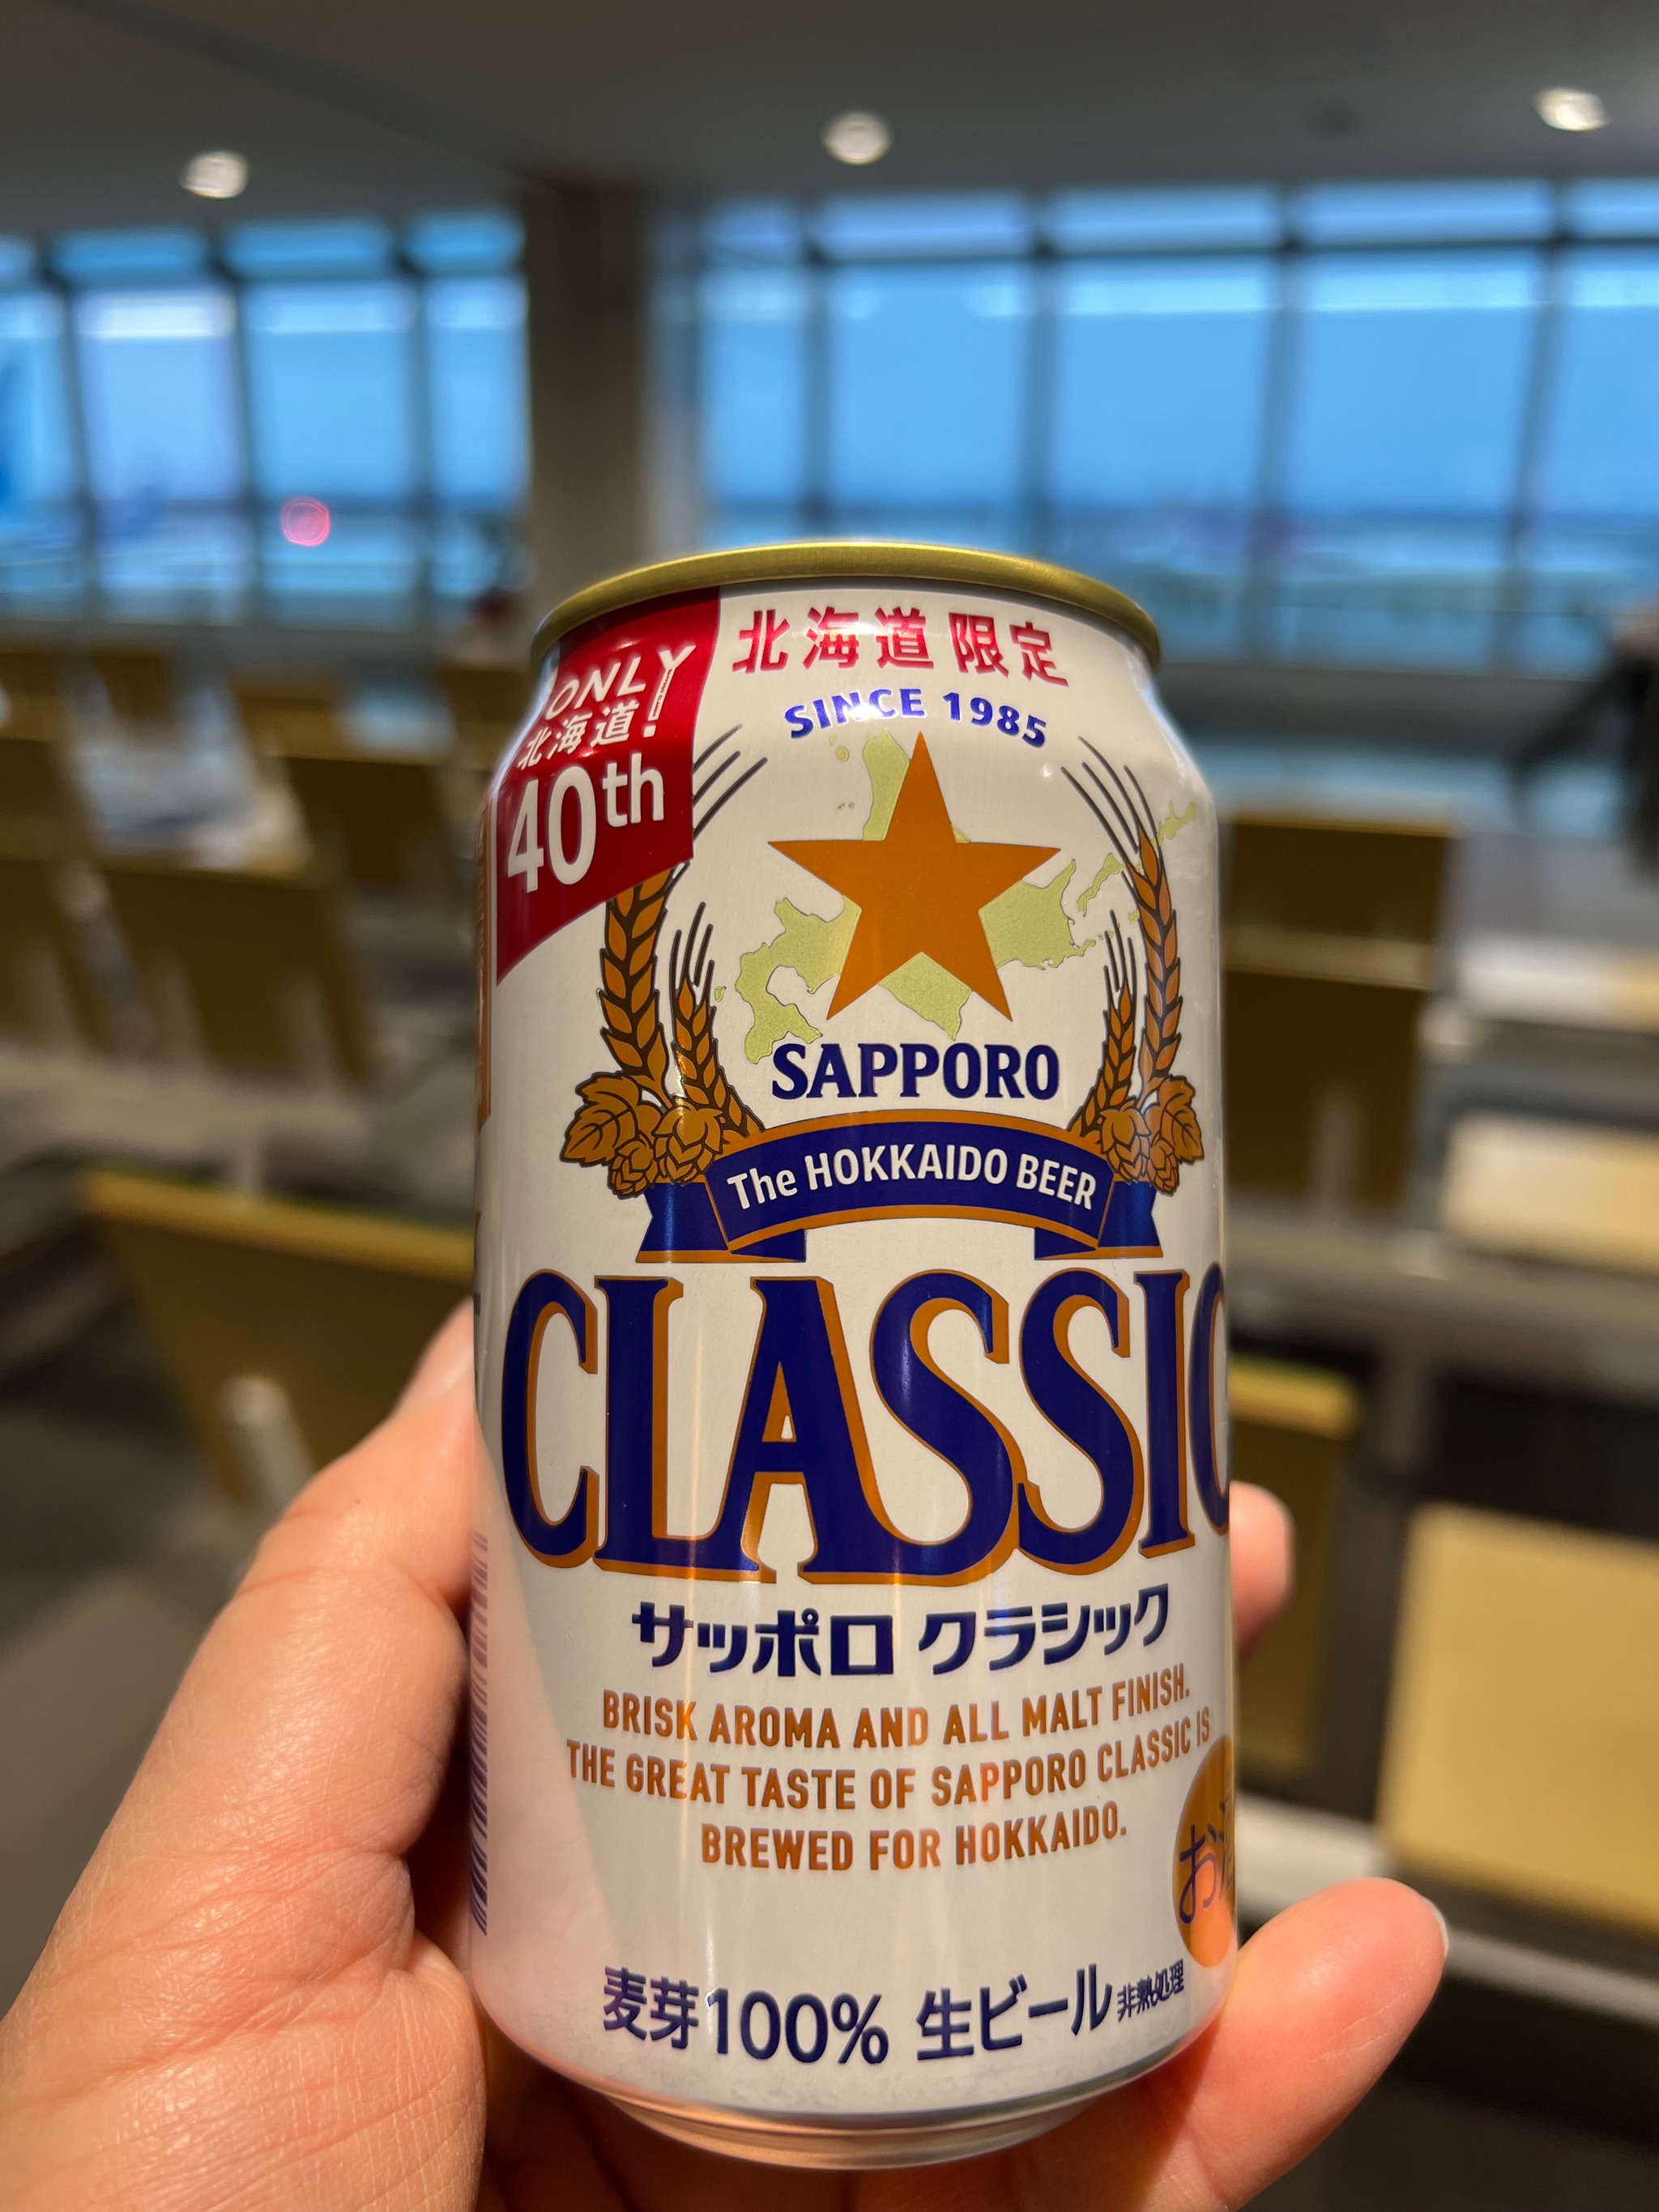 ONLY
北海道!
40th
北海道 限定
SINCE 1985
SAPPORO
The HOKKAIDO BEER
CLASSIC
サッポロ クラシック
BRISK AROMA AND ALL MALT FINISH.
THE GREAT TASTE OF SAPPORO CLASSIC IS
BREWED FOR HOKKAIDO.
麦芽100% 生ビール 非熱処理